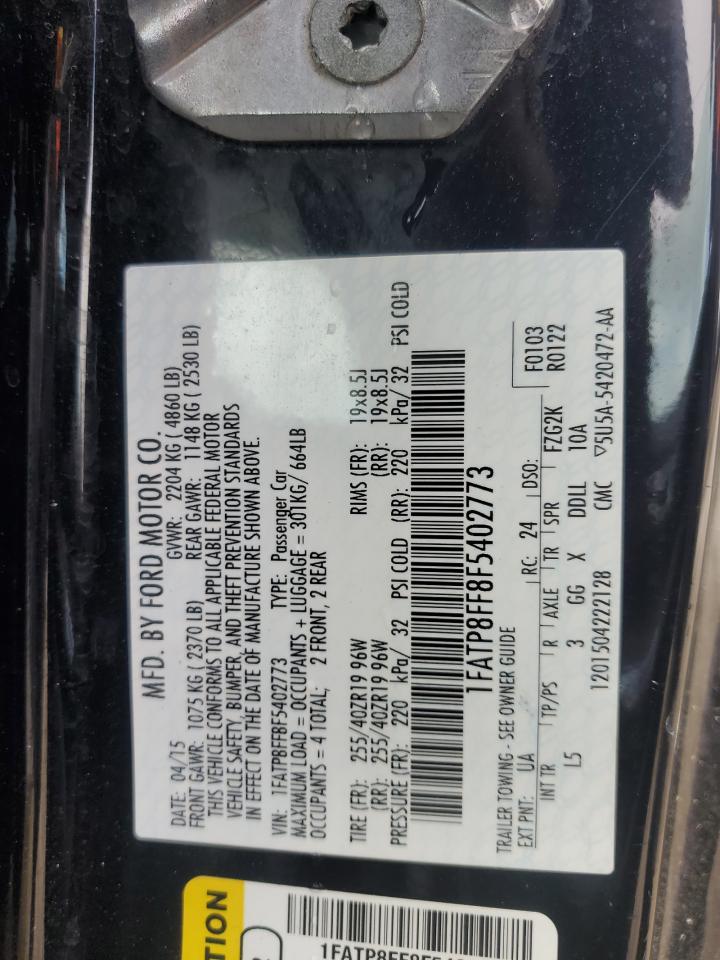 MFD. BY FORD MOTOR CO.
DATE: 04/15 GVWR: 2204 KG ( 4860 LB)
FRONT GAWR: 1075 KG ( 2370 LB) REAR GAWR: 1148 KG ( 2530 LB)
THIS VEHICLE CONFORMS TO ALL APPLICABLE FEDERAL MOTOR
VEHICLE SAFETY, BUMPER, AND THEFT PREVENTION STANDARDS
IN EFFECT ON THE DATE OF MANUFACTURE SHOWN ABOVE.
VIN: 1FATP8FF8F5402773 TYPE: Passenger Car
MAXIMUM LOAD = OCCUPANTS + LUGGAGE = 301KG/ 664LB
OCCUPANTS = 4 TOTAL; 2 FRONT, 2 REAR
TIRE (FR): 255/40ZR19 96W RIMS (FR): 19x8.5J
(RR): 255/40ZR19 96W (RR): 19x8.5J
PRESSURE (FR): 220 kPa/ 32 PSI COLD (RR): 220 kPa/ 32 PSI COLD
1FATP8FF8F5402773
TRAILER TOWING - SEE OWNER GUIDE
EXT PNT: UA RC: 24 DSO: F0103
R0122
INT TR TP/PS R AXLE TR SPR FZG2K
L5 3 GG X DDLL 10A
1201504222128 CMC ▽5U5A-5420472-AA
TION
1FATP8FF8F540